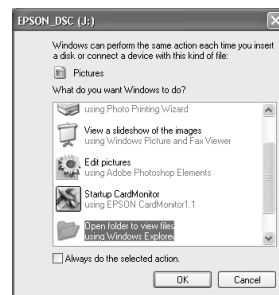 EPSON_DSC (J:)
Windows can perform the same action each time you insert
a disk or connect a device with this kind of file:
Pictures
What do you want Windows to do?
using Photo Printing Wizard
View a slideshow of the images
using Windows Picture and Fax Viewer
Edit pictures
using Adobe Photoshop Elements
Startup CardMonitor
using EPSON CardMonitor1.1
Open folder to view files
using Windows Explorer
Always do the selected action.
OK Cancel